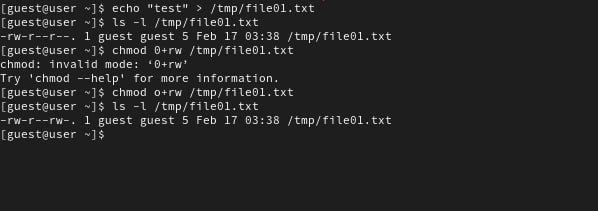 [guest@user ~]$ echo "test" > /tmp/file01.txt
[guest@user ~]$ ls -l /tmp/file01.txt
-rw-r--r--. 1 guest guest 5 Feb 17 03:38 /tmp/file01.txt
[guest@user ~]$ chmod 0+rw /tmp/file01.txt
chmod: invalid mode: ‘0+rw’
Try 'chmod --help' for more information.
[guest@user ~]$ chmod o+rw /tmp/file01.txt
[guest@user ~]$ ls -l /tmp/file01.txt
-rw-r--rw-. 1 guest guest 5 Feb 17 03:38 /tmp/file01.txt
[guest@user ~]$